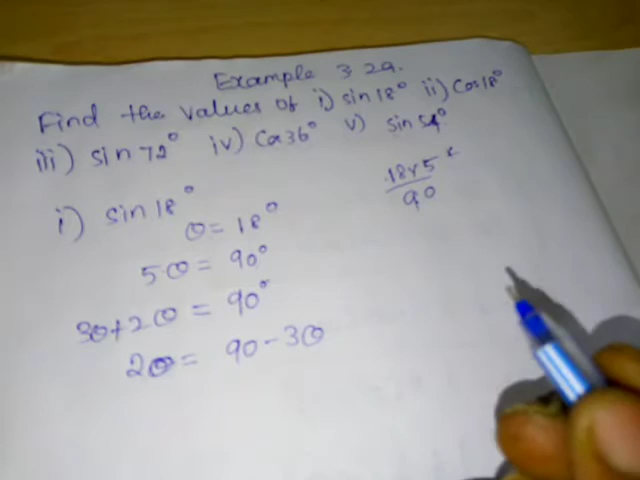 Example 3.29.
Find the values of i) sin 18° ii) Cos 18°
iii) sin 72° iv) Cos 36° v) sin 54°
i) sin 18°
θ = 18°
18×5
90
5θ = 90°
3θ+2θ = 90°
2θ = 90-3θ